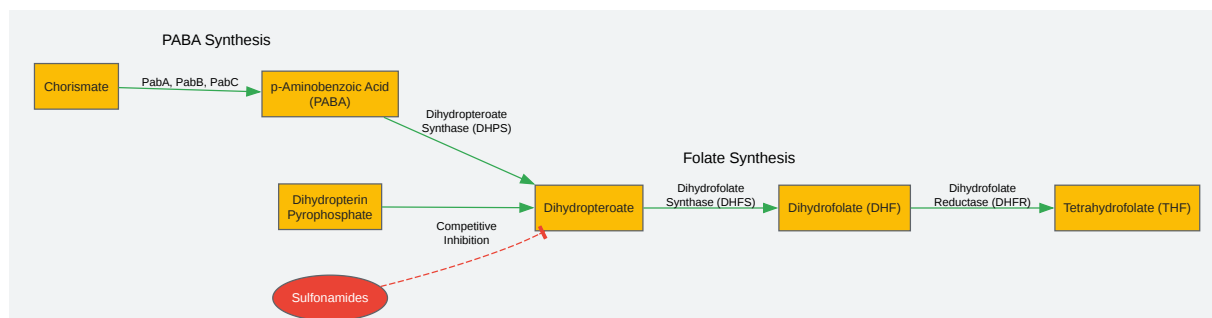 PABA Synthesis
Chorismate
PabA, PabB, PabC
p-Aminobenzoic Acid
(PABA)
Dihydropteroate
Synthase (DHPS)
Folate Synthesis
Dihydropterin
Pyrophosphate
Dihydropteroate
Dihydrofolate
Synthase (DHFS)
Dihydrofolate (DHF)
Dihydrofolate
Reductase (DHFR)
Tetrahydrofolate (THF)
Competitive
Inhibition
Sulfonamides